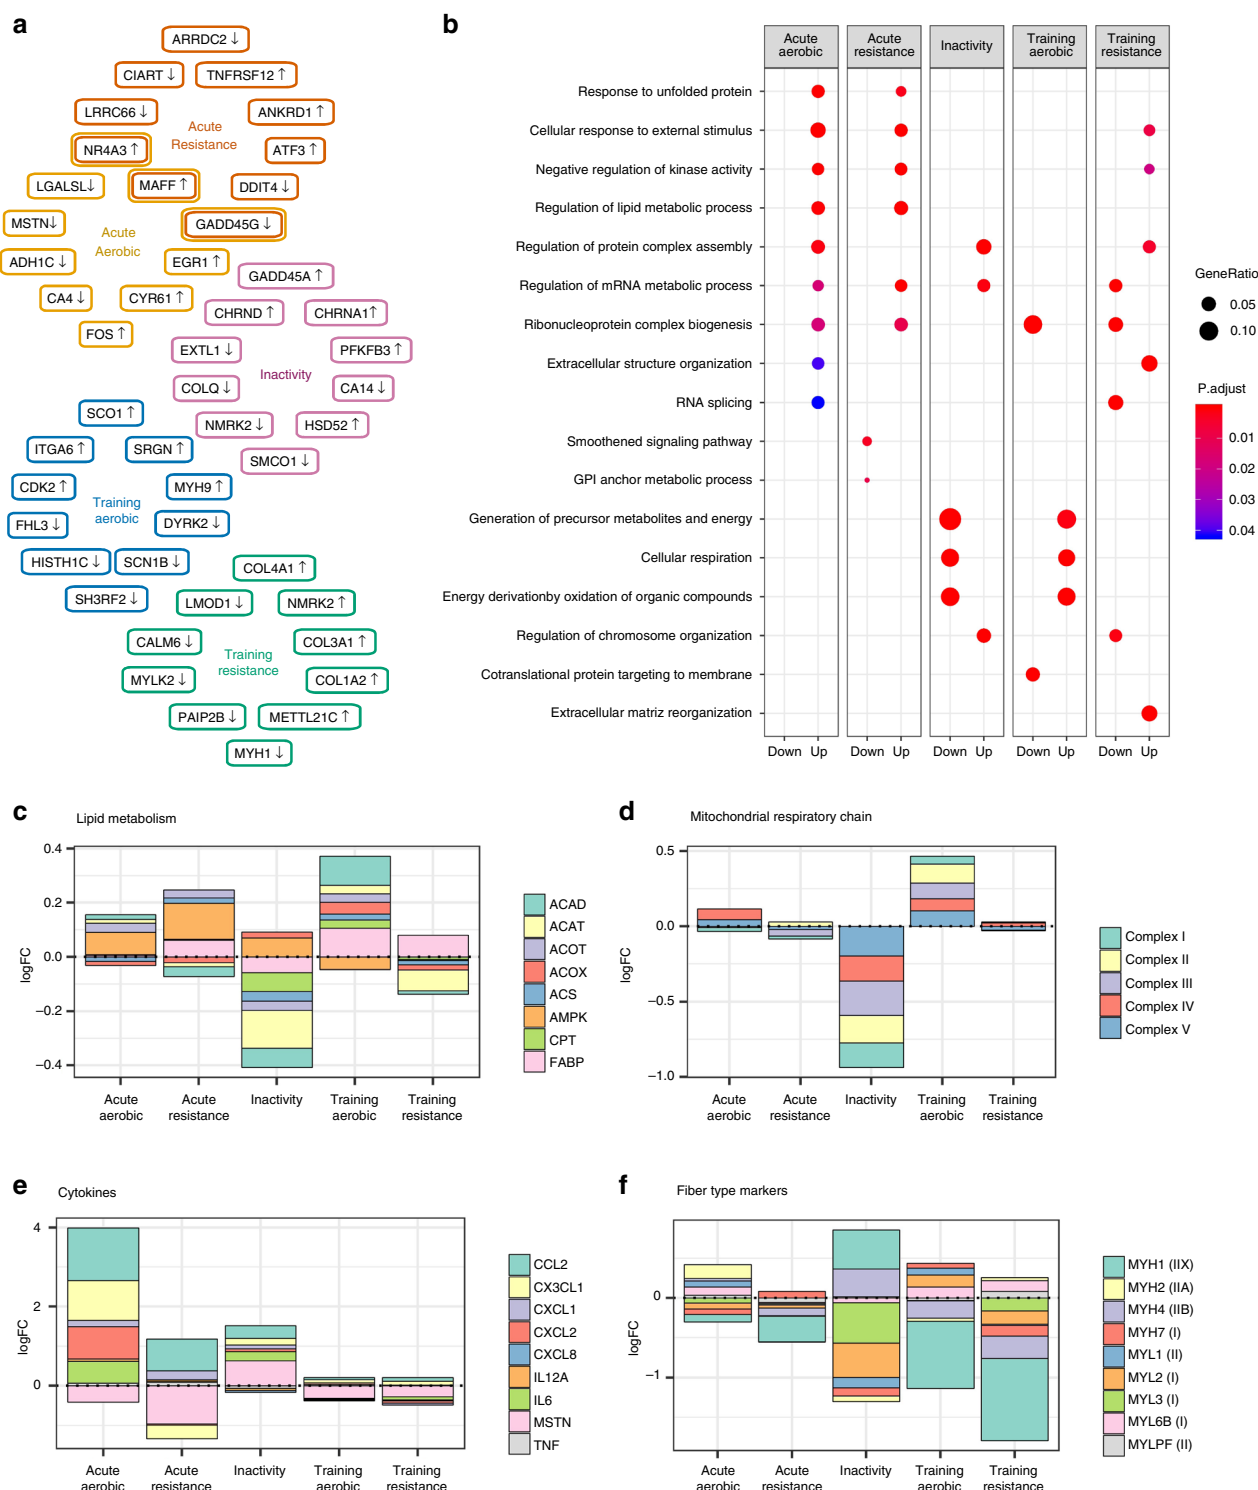 a
ARRDC2 ↓
CIART ↓
TNFRSF12 ↑
LRRC66 ↓
ANKRD1 ↑
Acute
Resistance
NR4A3 ↑
ATF3 ↑
LGALSL ↓
MAFF ↑
DDIT4 ↓
MSTN ↓
GADD45G ↓
Acute
Aerobic
ADH1C ↓
EGR1 ↑
GADD45A ↑
CA4 ↓
CYR61 ↑
CHRND ↑
CHRNA1 ↑
FOS ↑
EXTL1 ↓
PFKFB3 ↑
Inactivity
COLQ ↓
CA14 ↓
SCO1 ↑
NMRK2 ↓
HSD52 ↑
ITGA6 ↑
SRGN ↑
SMCO1 ↓
CDK2 ↑
MYH9 ↑
Training
aerobic
FHL3 ↓
DYRK2 ↓
HISTH1C ↓
SCN1B ↓
COL4A1 ↑
SH3RF2 ↓
LMOD1 ↓
NMRK2 ↑
CALM6 ↓
COL3A1 ↑
Training
resistance
MYLK2 ↓
COL1A2 ↑
PAIP2B ↓
METTL21C ↑
MYH1 ↓
b
Acute
aerobic
Acute
resistance
Inactivity
Training
aerobic
Training
resistance
Response to unfolded protein
Cellular response to external stimulus
Negative regulation of kinase activity
Regulation of lipid metabolic process
Regulation of protein complex assembly
Regulation of mRNA metabolic process
Ribonucleoprotein complex biogenesis
Extracellular structure organization
RNA splicing
Smoothened signaling pathway
GPI anchor metabolic process
Generation of precursor metabolites and energy
Cellular respiration
Energy derivationby oxidation of organic compounds
Regulation of chromosome organization
Cotranslational protein targeting to membrane
Extracellular matriz reorganization
Down Up Down Up Down Up Down Up Down Up
GeneRatio
0.05
0.10
P.adjust
0.01
0.01
0.03
0.04
c
Lipid metabolism
logFC
0.4
0.2
0.0
−0.2
−0.4
Acute
aerobic
Acute
resistance
Inactivity
Training
aerobic
Training
resistance
ACAD
ACAT
ACOT
ACOX
ACS
AMPK
CPT
FABP
d
Mitochondrial respiratory chain
logFC
0.5
0.0
−0.5
−1.0
Acute
aerobic
Acute
resistance
Inactivity
Training
aerobic
Training
resistance
Complex I
Complex II
Complex III
Complex IV
Complex V
e
Cytokines
logFC
4
2
0
Acute
aerobic
Acute
resistance
Inactivity
Training
aerobic
Training
resistance
CCL2
CX3CL1
CXCL1
CXCL2
CXCL8
IL12A
IL6
MSTN
TNF
f
Fiber type markers
logFC
0
−1
Acute
aerobic
Acute
resistance
Inactivity
Training
aerobic
Training
resistance
MYH1 (IIX)
MYH2 (IIA)
MYH4 (IIB)
MYH7 (I)
MYL1 (II)
MYL2 (I)
MYL3 (I)
MYL6B (I)
MYLPF (II)